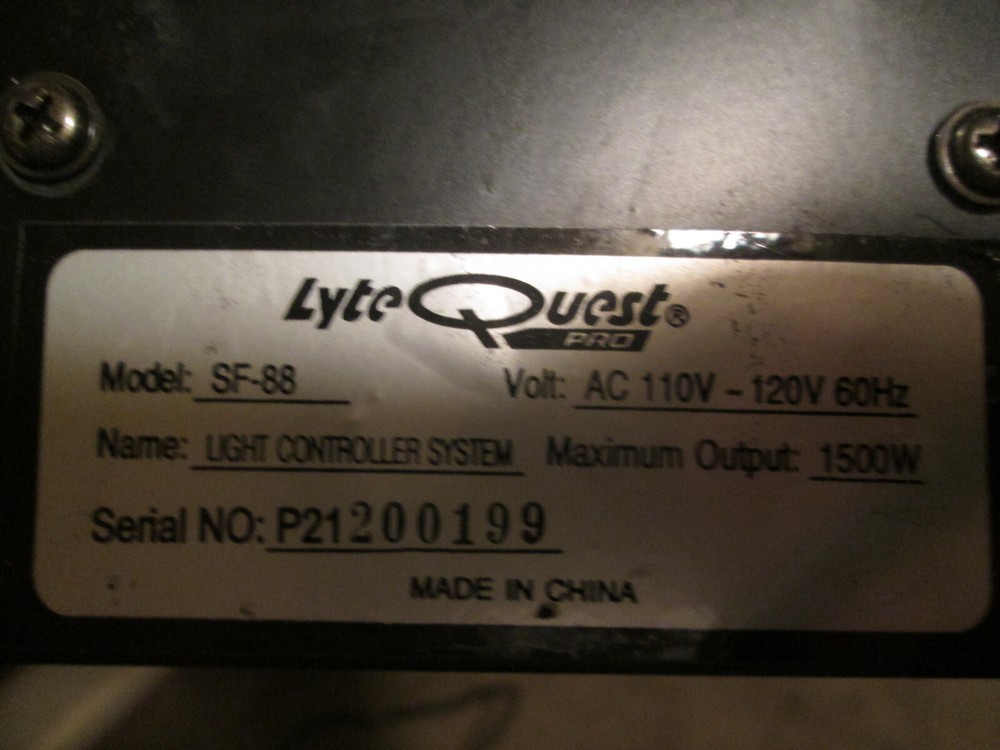 LyteQuest®
PRO
Model: SF-88 Volt: AC 110V ~ 120V 60Hz
Name: LIGHT CONTROLLER SYSTEM Maximum Output: 1500W
Serial NO: P21200199
MADE IN CHINA